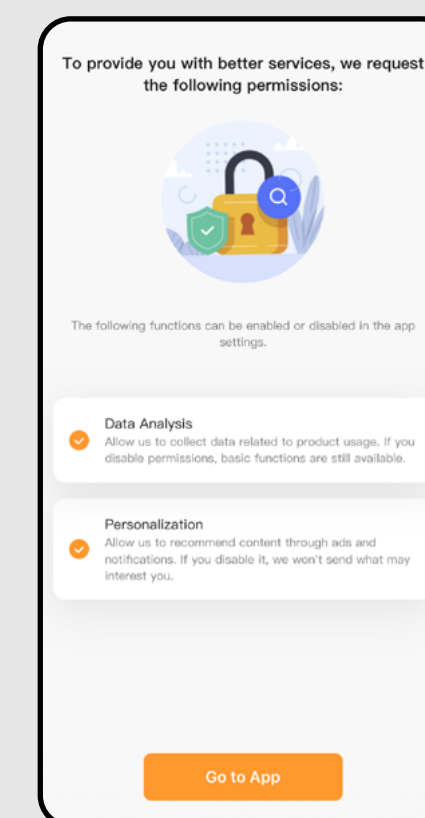 To provide you with better services, we request
the following permissions:
The following functions can be enabled or disabled in the app
settings.
Data Analysis
Allow us to collect data related to product usage. If you
disable permissions, basic functions are still available.
Personalization
Allow us to recommend content through ads and
notifications. If you disable it, we won't send what may
interest you.
Go to App